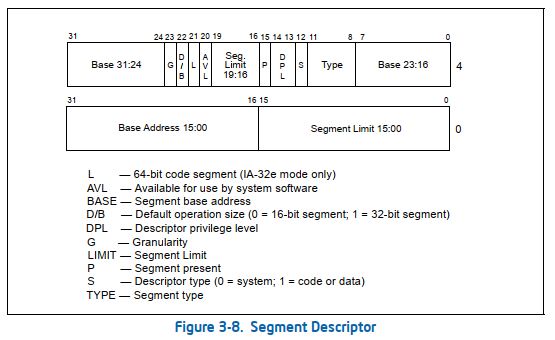 31 24 23 22 21 20 19 16 15 14 13 12 11 8 7 0
Base 31:24 G D/B L AVL Seg. Limit 19:16 P DPL S Type Base 23:16 4
31 16 15 0
Base Address 15:00 Segment Limit 15:00 0
L — 64-bit code segment (IA-32e mode only)
AVL — Available for use by system software
BASE — Segment base address
D/B — Default operation size (0 = 16-bit segment; 1 = 32-bit segment)
DPL — Descriptor privilege level
G — Granularity
LIMIT — Segment Limit
P — Segment present
S — Descriptor type (0 = system; 1 = code or data)
TYPE — Segment type
Figure 3-8. Segment Descriptor